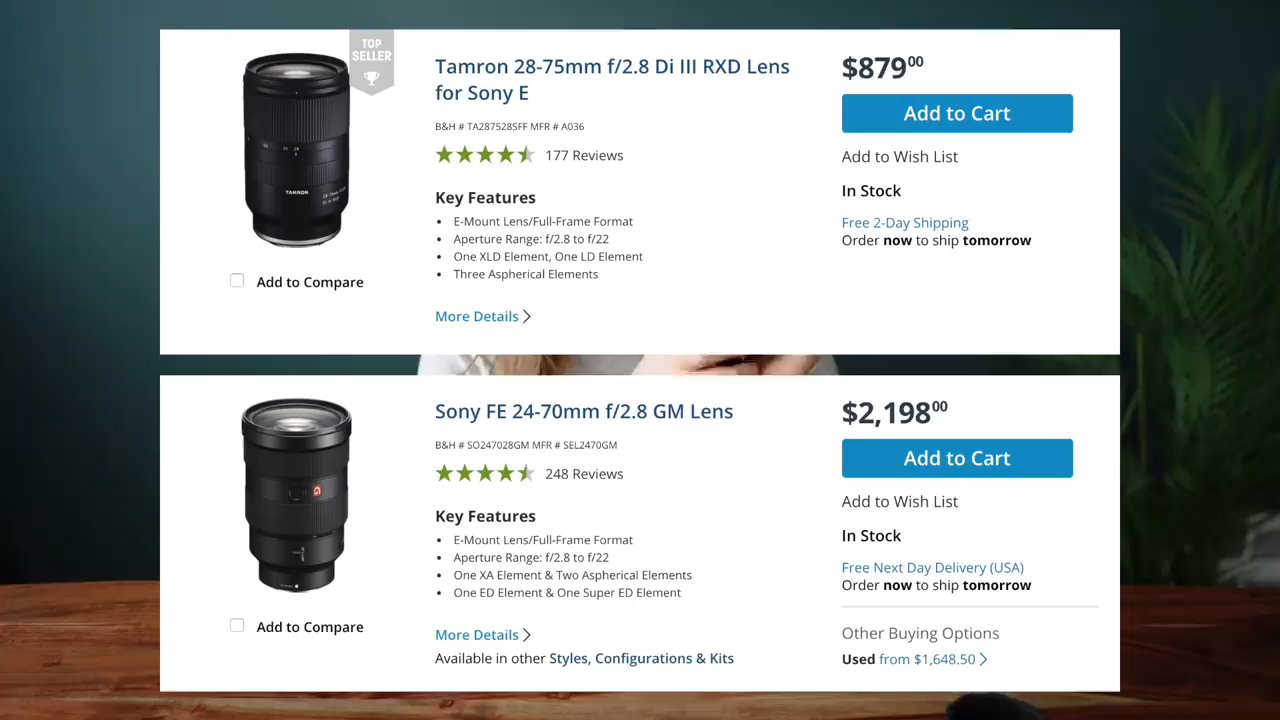 TOP
SELLER
TAMRON
Tamron 28-75mm f/2.8 Di III RXD Lens
for Sony E
B&H # TA287528SFF MFR # A036
177 Reviews
Key Features
• E-Mount Lens/Full-Frame Format
• Aperture Range: f/2.8 to f/22
• One XLD Element, One LD Element
• Three Aspherical Elements
More Details
Add to Compare
$879.00
Add to Cart
Add to Wish List
In Stock
Free 2-Day Shipping
Order now to ship tomorrow
G
Sony FE 24-70mm f/2.8 GM Lens
B&H # SO247028GM MFR # SEL2470GM
248 Reviews
Key Features
• E-Mount Lens/Full-Frame Format
• Aperture Range: f/2.8 to f/22
• One XA Element & Two Aspherical Elements
• One ED Element & One Super ED Element
More Details
Available in other Styles, Configurations & Kits
Add to Compare
$2,198.00
Add to Cart
Add to Wish List
In Stock
Free Next Day Delivery (USA)
Order now to ship tomorrow
Other Buying Options
Used from $1,648.50